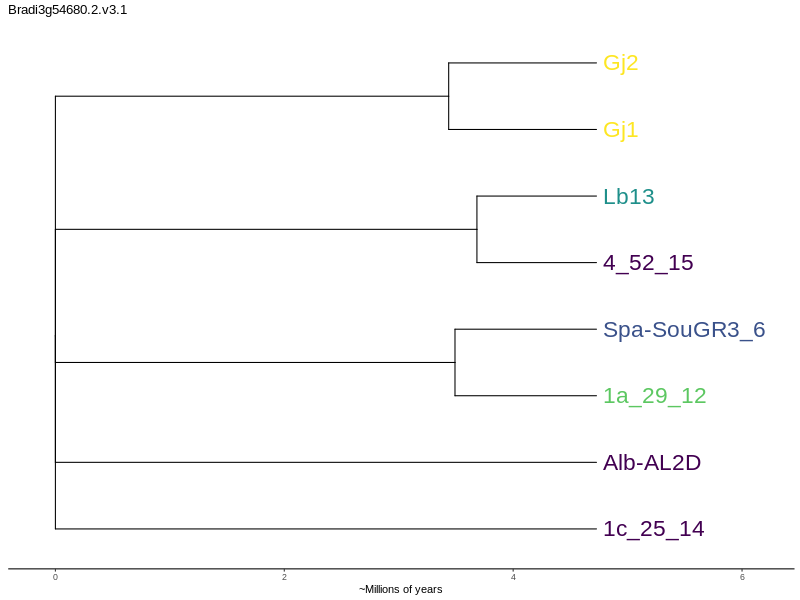 Bradi3g54680.2.v3.1
Gj2
Gj1
Lb13
4_52_15
Spa-SouGR3_6
1a_29_12
Alb-AL2D
1c_25_14
0 2 4 6
~Millions of years